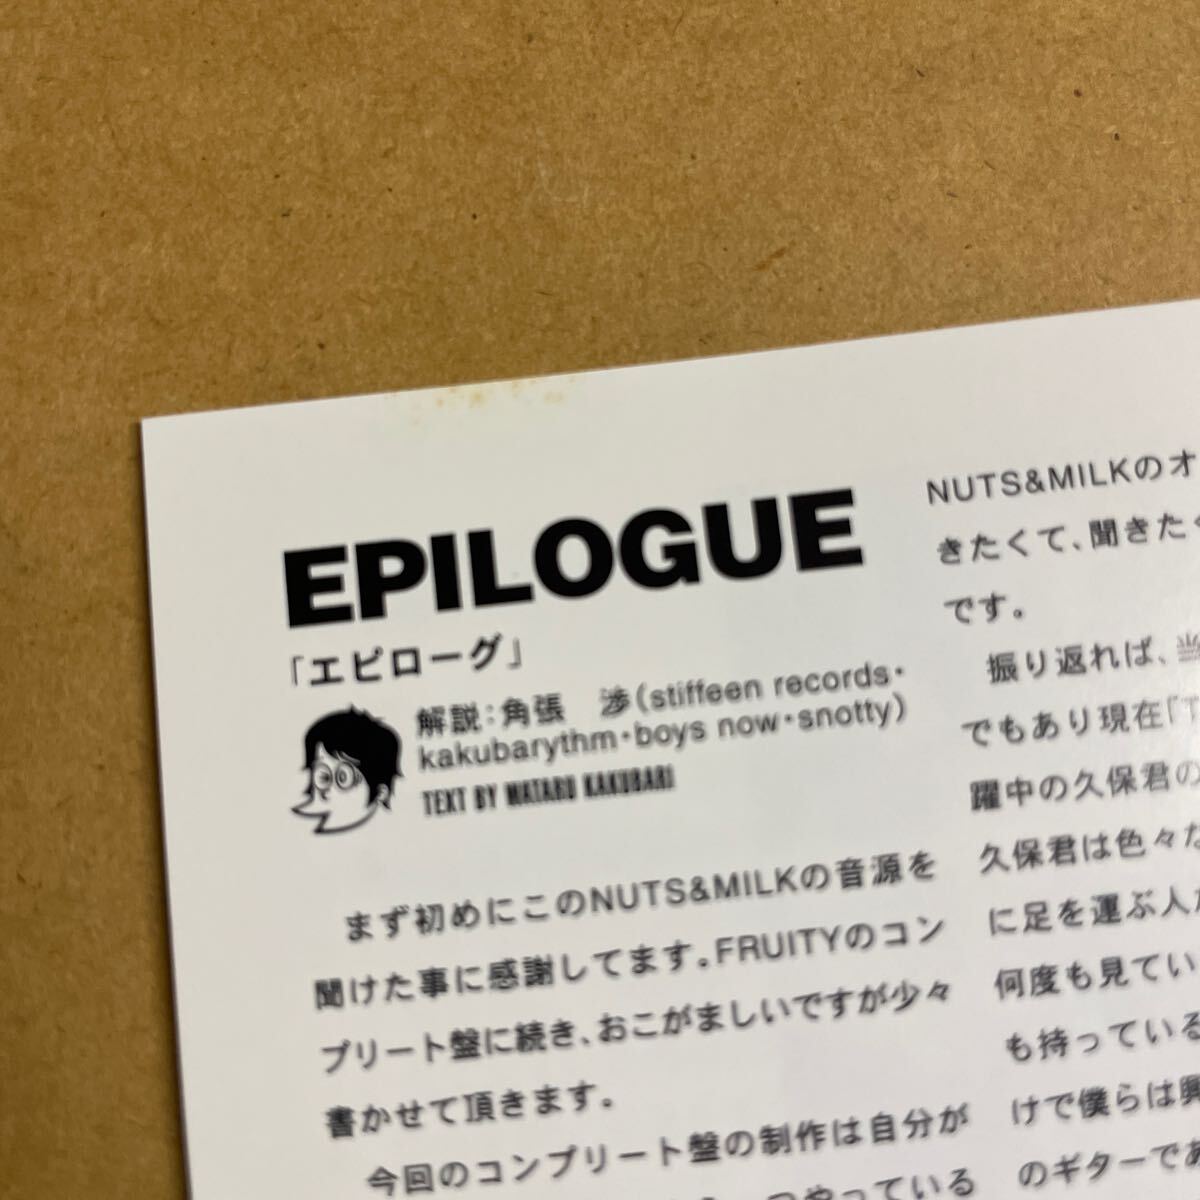 EPILOGUE
「エピローグ」
解説:角張 渉(stiffeen records・
kakubarythm・boys now・snotty)
TEXT BY WATARU KAKUBARI
まず初めにこのNUTS&MILKの音源を
聞けた事に感謝してます。FRUITYのコン
プリート盤に続き、おこがましいですが少々
書かせて頂きます。
今回のコンプリート盤の制作は自分が
つやっている
NUTS&MILKのオ
きたくて、聞きたく
です。
振り返れば、当
でもあり現在「T
躍中の久保君の
久保君は色々な
に足を運ぶ人
何度も見てい
も持っている
けで僕らは興
のギターであ